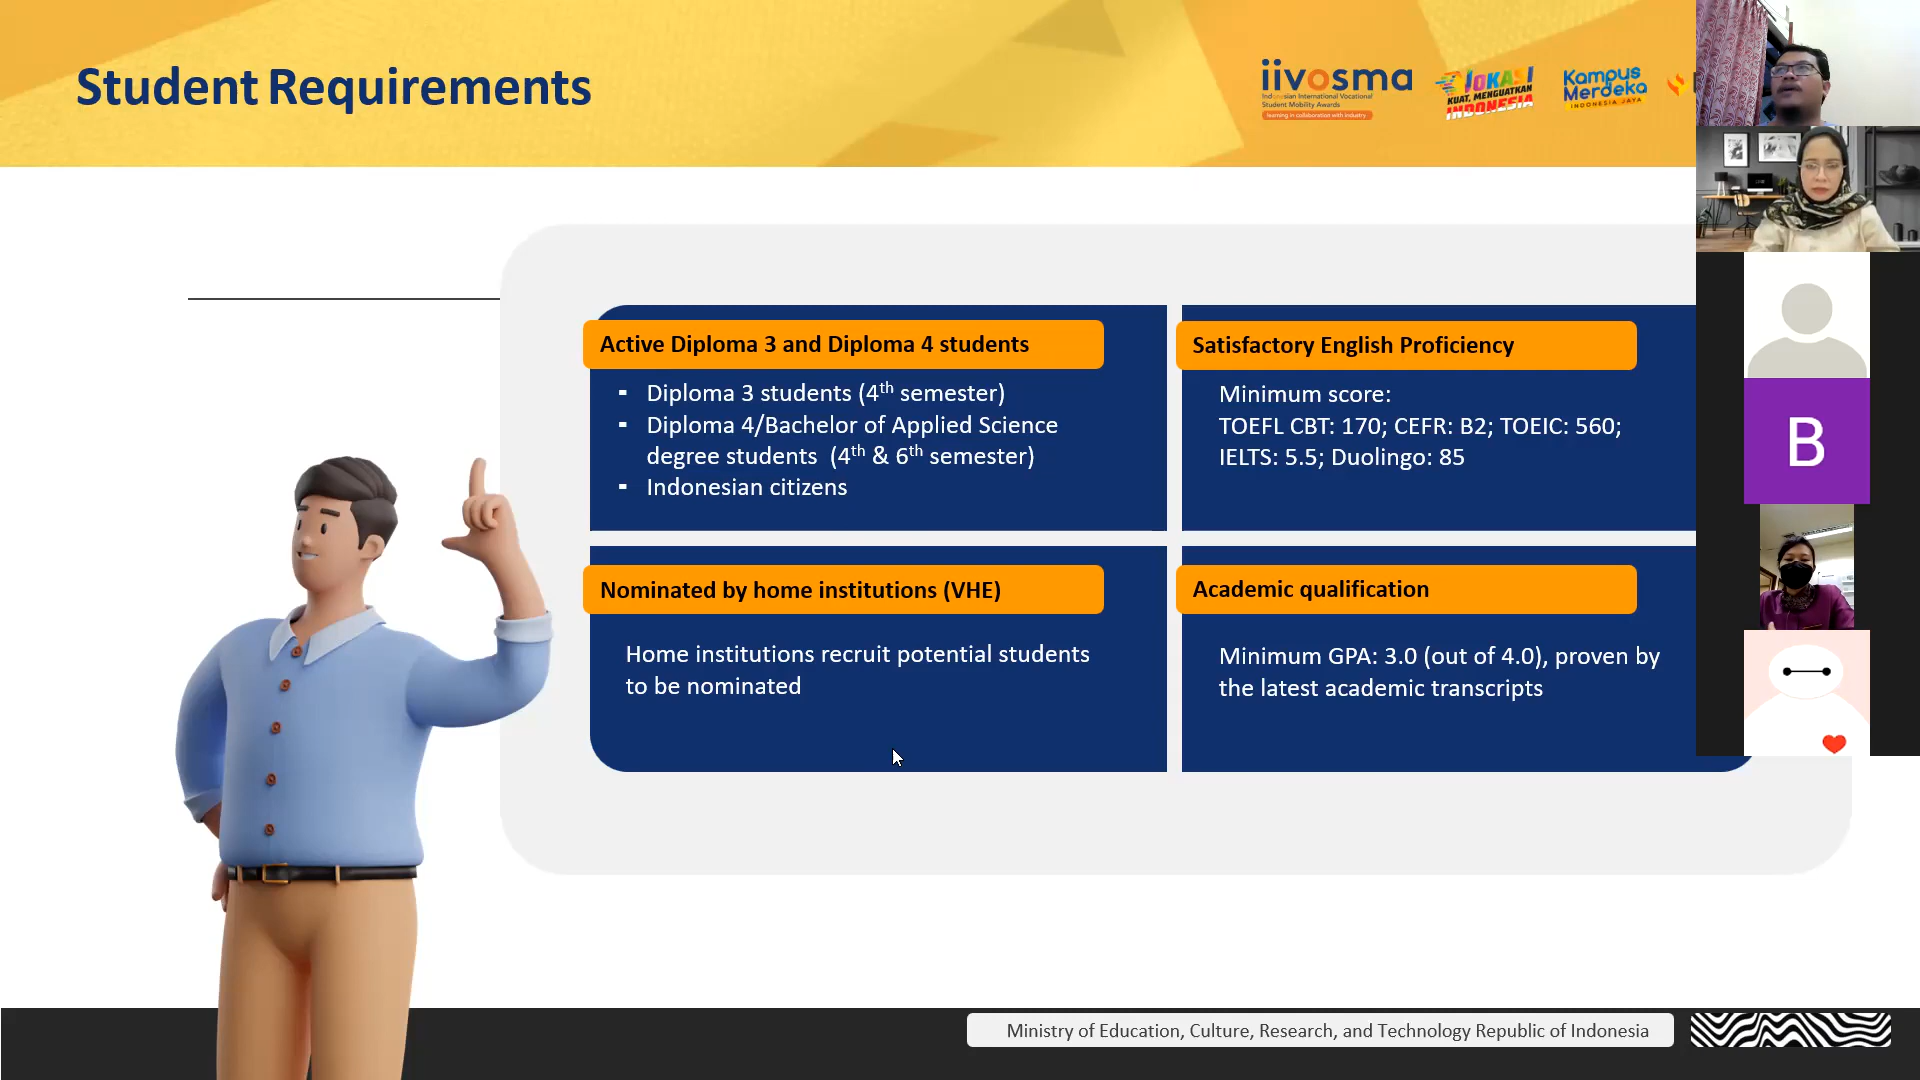 Student Requirements
iivosma
Indonesian International Vocational
Student Mobility Awards
learning in collaboration with industry
VOKASI
KUAT, MENGUATKAN
INDONESIA
Kampus
Merdeka
INDONESIA JAYA
Active Diploma 3 and Diploma 4 students
▪ Diploma 3 students (4th semester)
▪ Diploma 4/Bachelor of Applied Science
degree students (4th & 6th semester)
▪ Indonesian citizens
Satisfactory English Proficiency
Minimum score:
TOEFL CBT: 170; CEFR: B2; TOEIC: 560;
IELTS: 5.5; Duolingo: 85
Nominated by home institutions (VHE)
Home institutions recruit potential students
to be nominated
Academic qualification
Minimum GPA: 3.0 (out of 4.0), proven by
the latest academic transcripts
B
Ministry of Education, Culture, Research, and Technology Republic of Indonesia